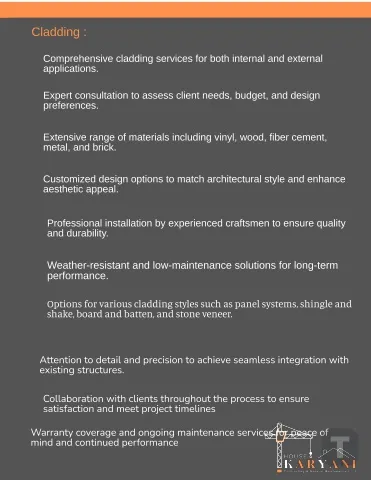 Cladding :
Comprehensive cladding services for both internal and external
applications.
Expert consultation to assess client needs, budget, and design
preferences.
Extensive range of materials including vinyl, wood, fiber cement,
metal, and brick.
Customized design options to match architectural style and enhance
aesthetic appeal.
Professional installation by experienced craftsmen to ensure quality
and durability.
Weather-resistant and low-maintenance solutions for long-term
performance.
Options for various cladding styles such as panel systems, shingle and
shake, board and batten, and stone veneer.
Attention to detail and precision to achieve seamless integration with
existing structures.
Collaboration with clients throughout the process to ensure
satisfaction and meet project timelines
Warranty coverage and ongoing maintenance services for peace of
mind and continued performance
HOUSE
KARYANI